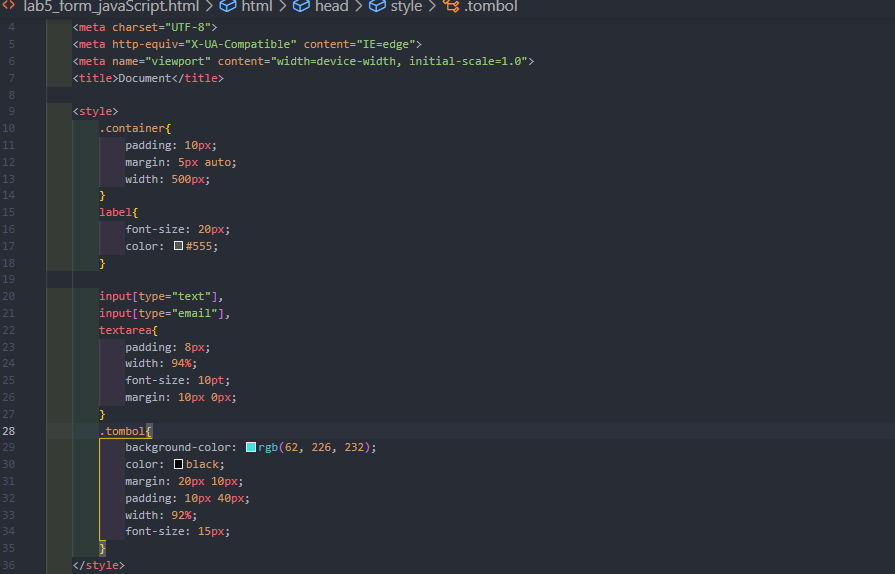 lab5_form_javaScript.html > html > head > style > .tombol
4 <meta charset="UTF-8">
5 <meta http-equiv="X-UA-Compatible" content="IE=edge">
6 <meta name="viewport" content="width=device-width, initial-scale=1.0">
7 <title>Document</title>
8
9 <style>
10 .container{
11 padding: 10px;
12 margin: 5px auto;
13 width: 500px;
14 }
15 label{
16 font-size: 20px;
17 color: #555;
18 }
19
20 input[type="text"],
21 input[type="email"],
22 textarea{
23 padding: 8px;
24 width: 94%;
25 font-size: 10pt;
26 margin: 10px 0px;
27 }
28 .tombol{
29 background-color: rgb(62, 226, 232);
30 color: black;
31 margin: 20px 10px;
32 padding: 10px 40px;
33 width: 92%;
34 font-size: 15px;
35 }
36 </style>